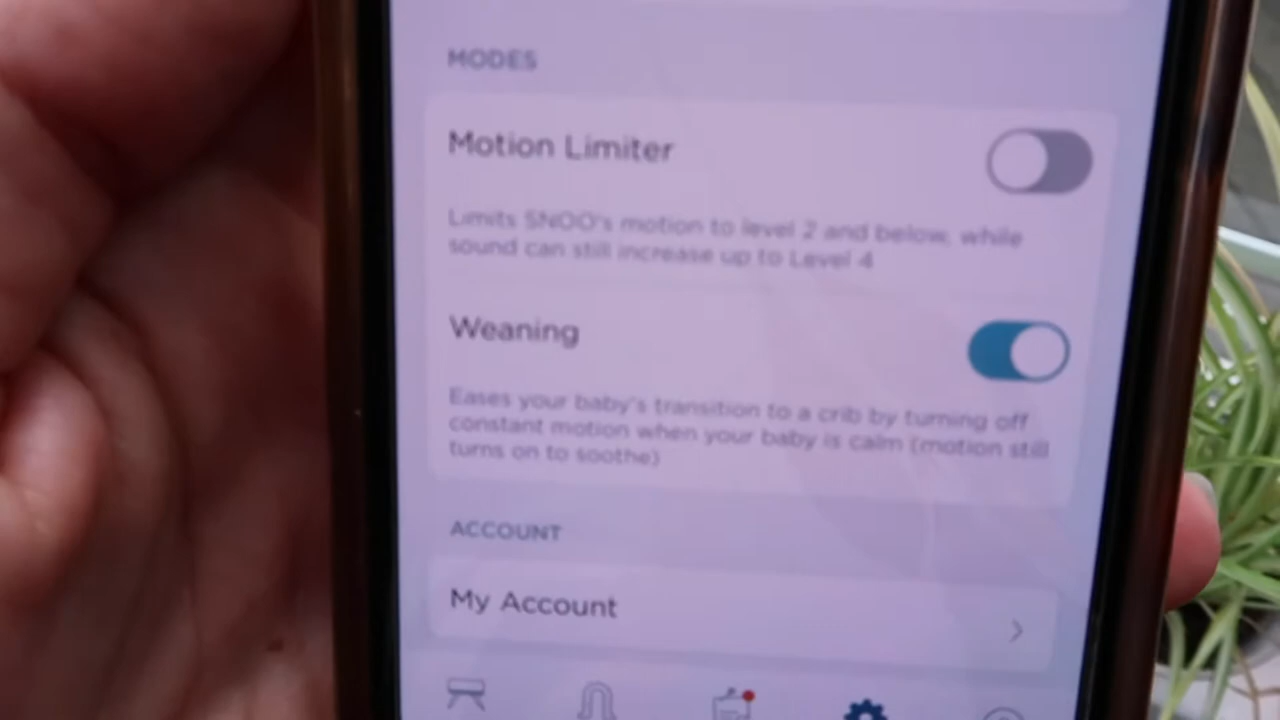 MODES
Motion Limiter
Limits SNOO's motion to level 2 and below, while
sound can still increase up to Level 4
Weaning
Eases your baby's transition to a crib by turning off
constant motion when your baby is calm (motion still
turns on to soothe)
ACCOUNT
My Account